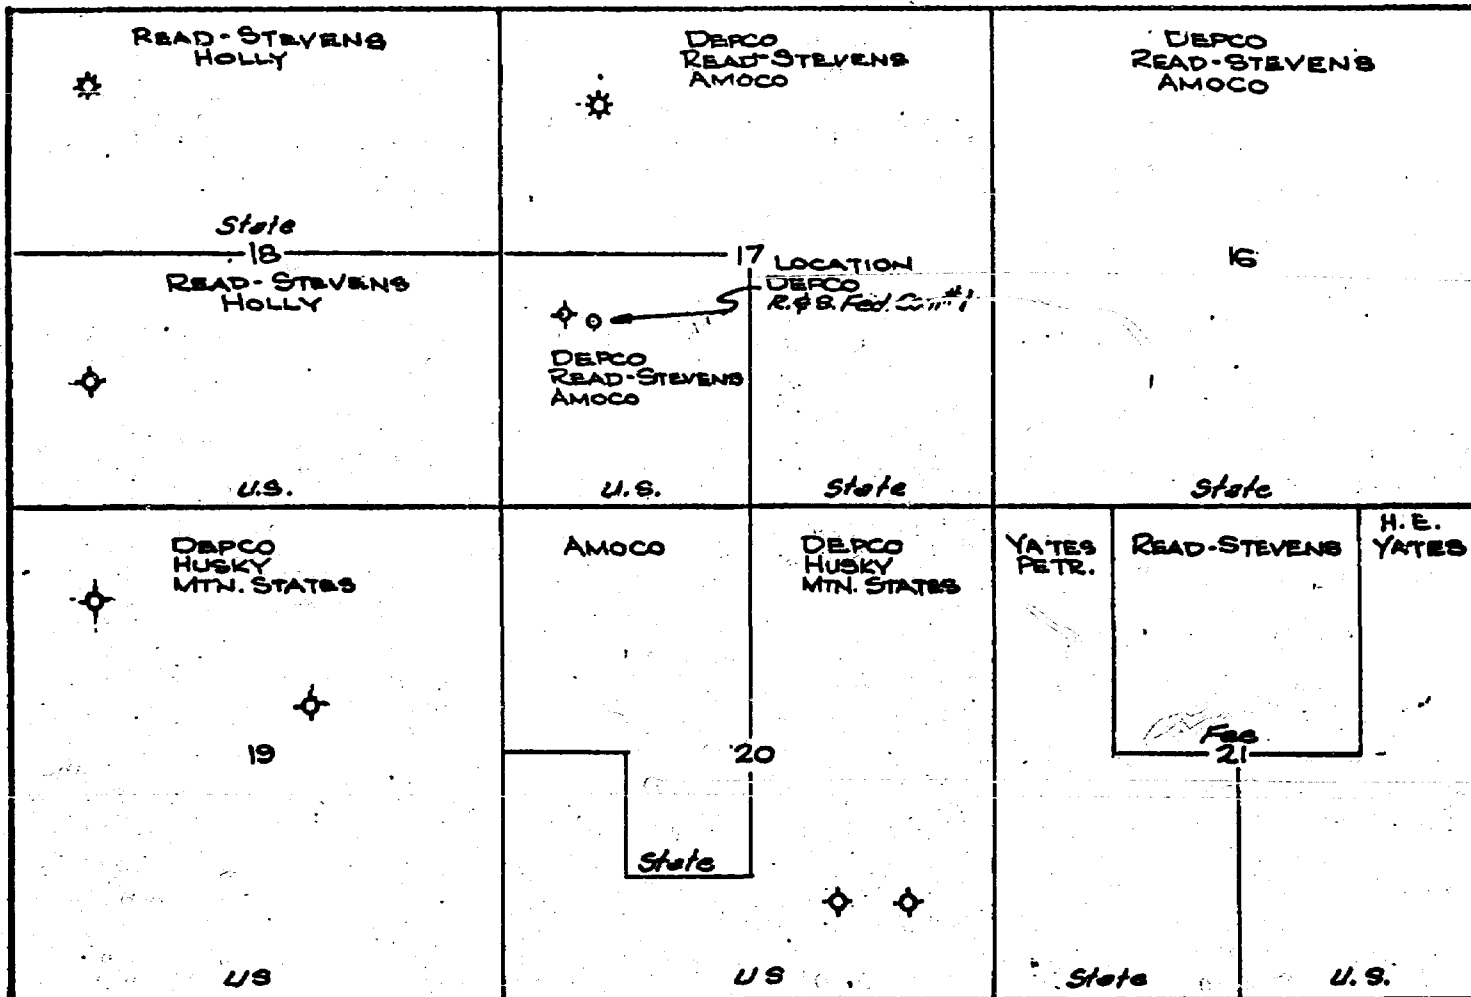 READ-STEVENS
HOLLY
State
18
READ-STEVENS
HOLLY
U.S.
DEPCO
READ-STEVENS
AMOCO
17
LOCATION
DEPCO
R.&S. Fed. #1
DEPCO
READ-STEVENS
AMOCO
U.S.
State
DEPCO
READ-STEVENS
AMOCO
16
State
DEPCO
HUSKY
MTN. STATES
19
US
AMOCO
DEPCO
HUSKY
MTN. STATES
20
State
US
YATES
PETR.
READ-STEVENS
H.E.
YATES
Fee
21
State
U.S.